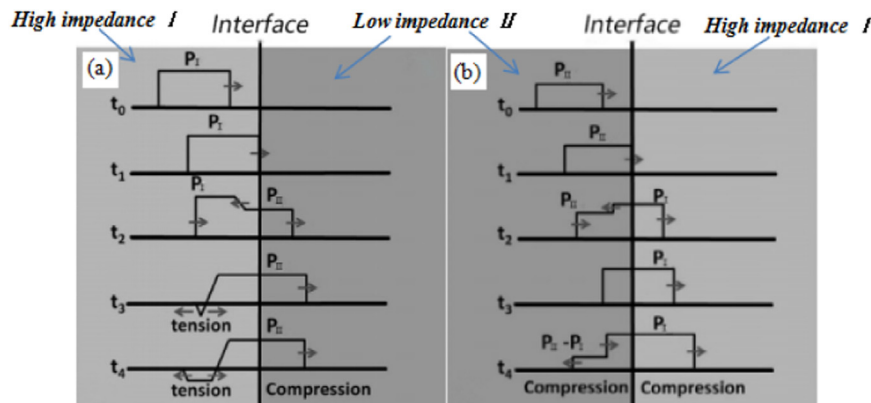 High impedance I
Interface
Low impedance II
Interface
High impedance I
(a)
P_I
t_0
P_I
t_1
P_I
P_II
t_2
P_II
t_3
tension
P_II
t_4
tension
Compression
(b)
P_II
t_0
P_II
t_1
P_II
P_I
t_2
P_I
t_3
P_II - P_I
P_I
t_4
Compression
Compression